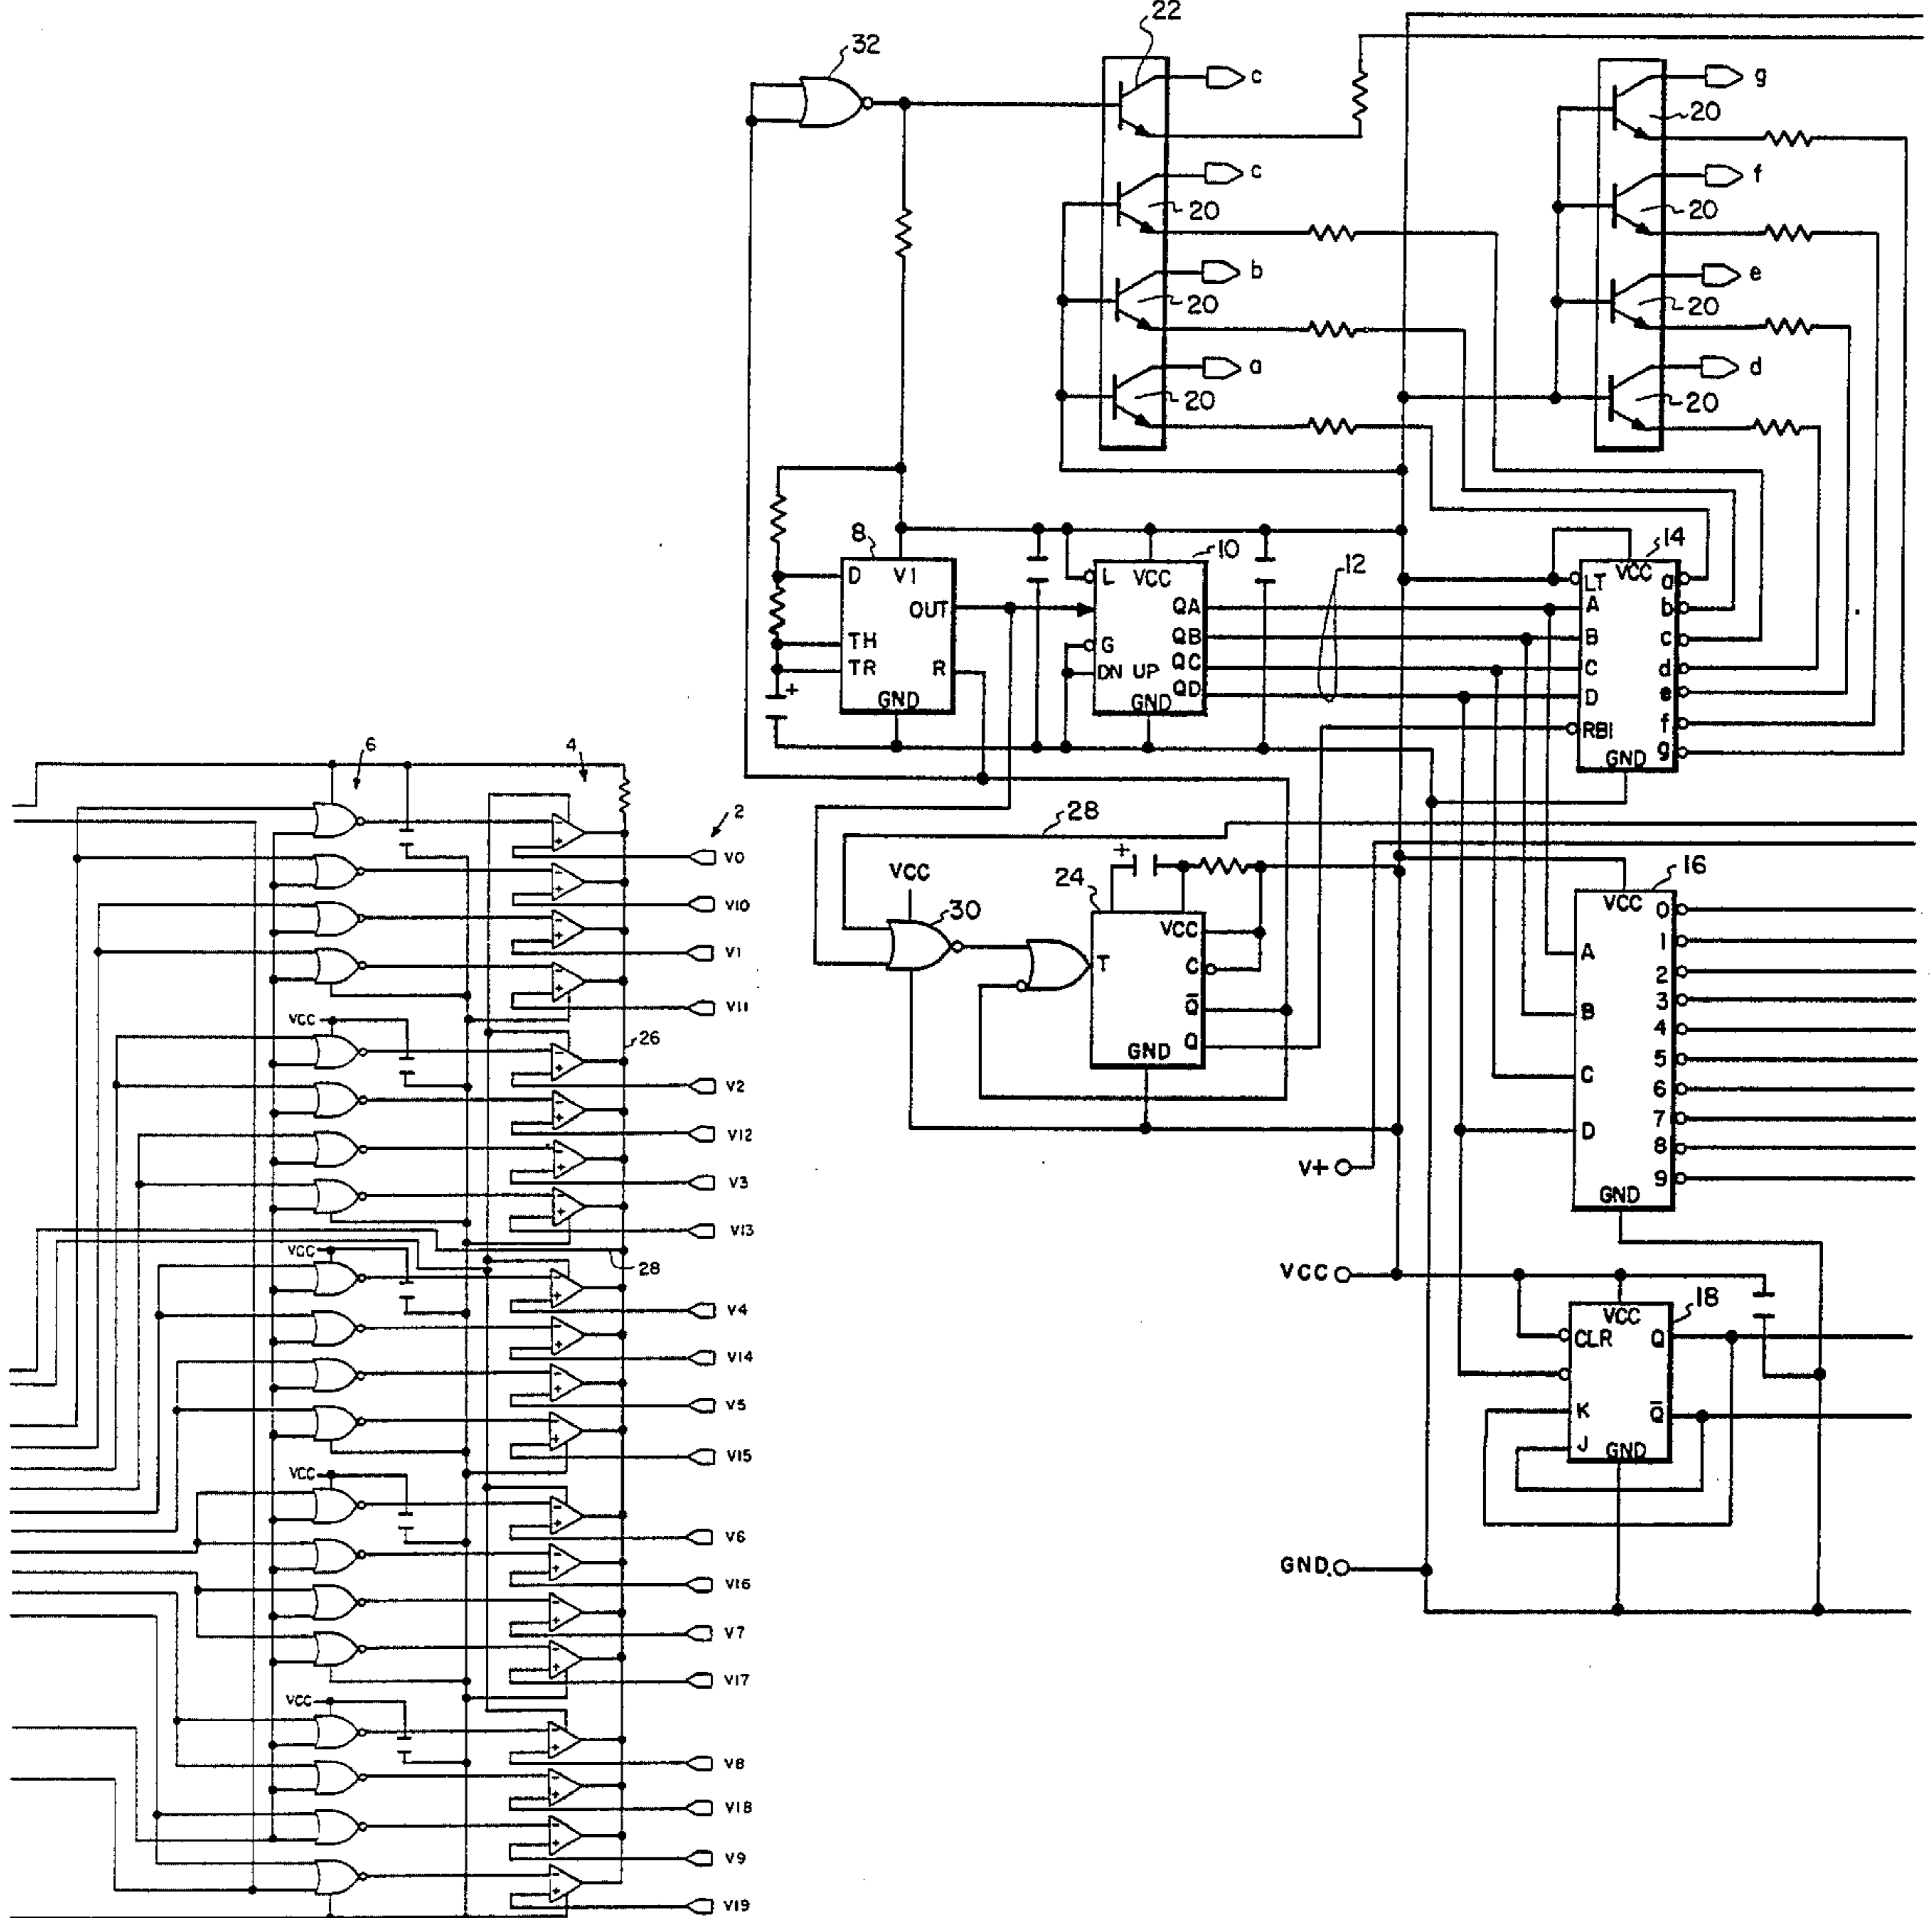 22
32
c
g
20
c
f
20
20
b
e
20
20
a
d
20
20
8
10
12
14
D
V1
OUT
TH
TR
R
GND
L
VCC
QA
G
QB
DN UP
QC
QD
GND
VCC
LT
a
A
b
B
c
C
d
D
e
f
RBI
g
GND
+
6
4
2
28
V0
V10
V1
V11
VCC
26
V2
V12
V3
V13
VCC
28
V4
V14
V5
V15
VCC
V6
V16
V7
V17
VCC
V8
V18
V9
V19
+
VCC
30
24
VCC
T
C
Q̅
Q
GND
16
VCC
0
1
A
2
3
B
4
5
C
6
7
D
8
9
GND
V+
VCC
18
VCC
CLR
Q
K
Q̅
J
GND
GND